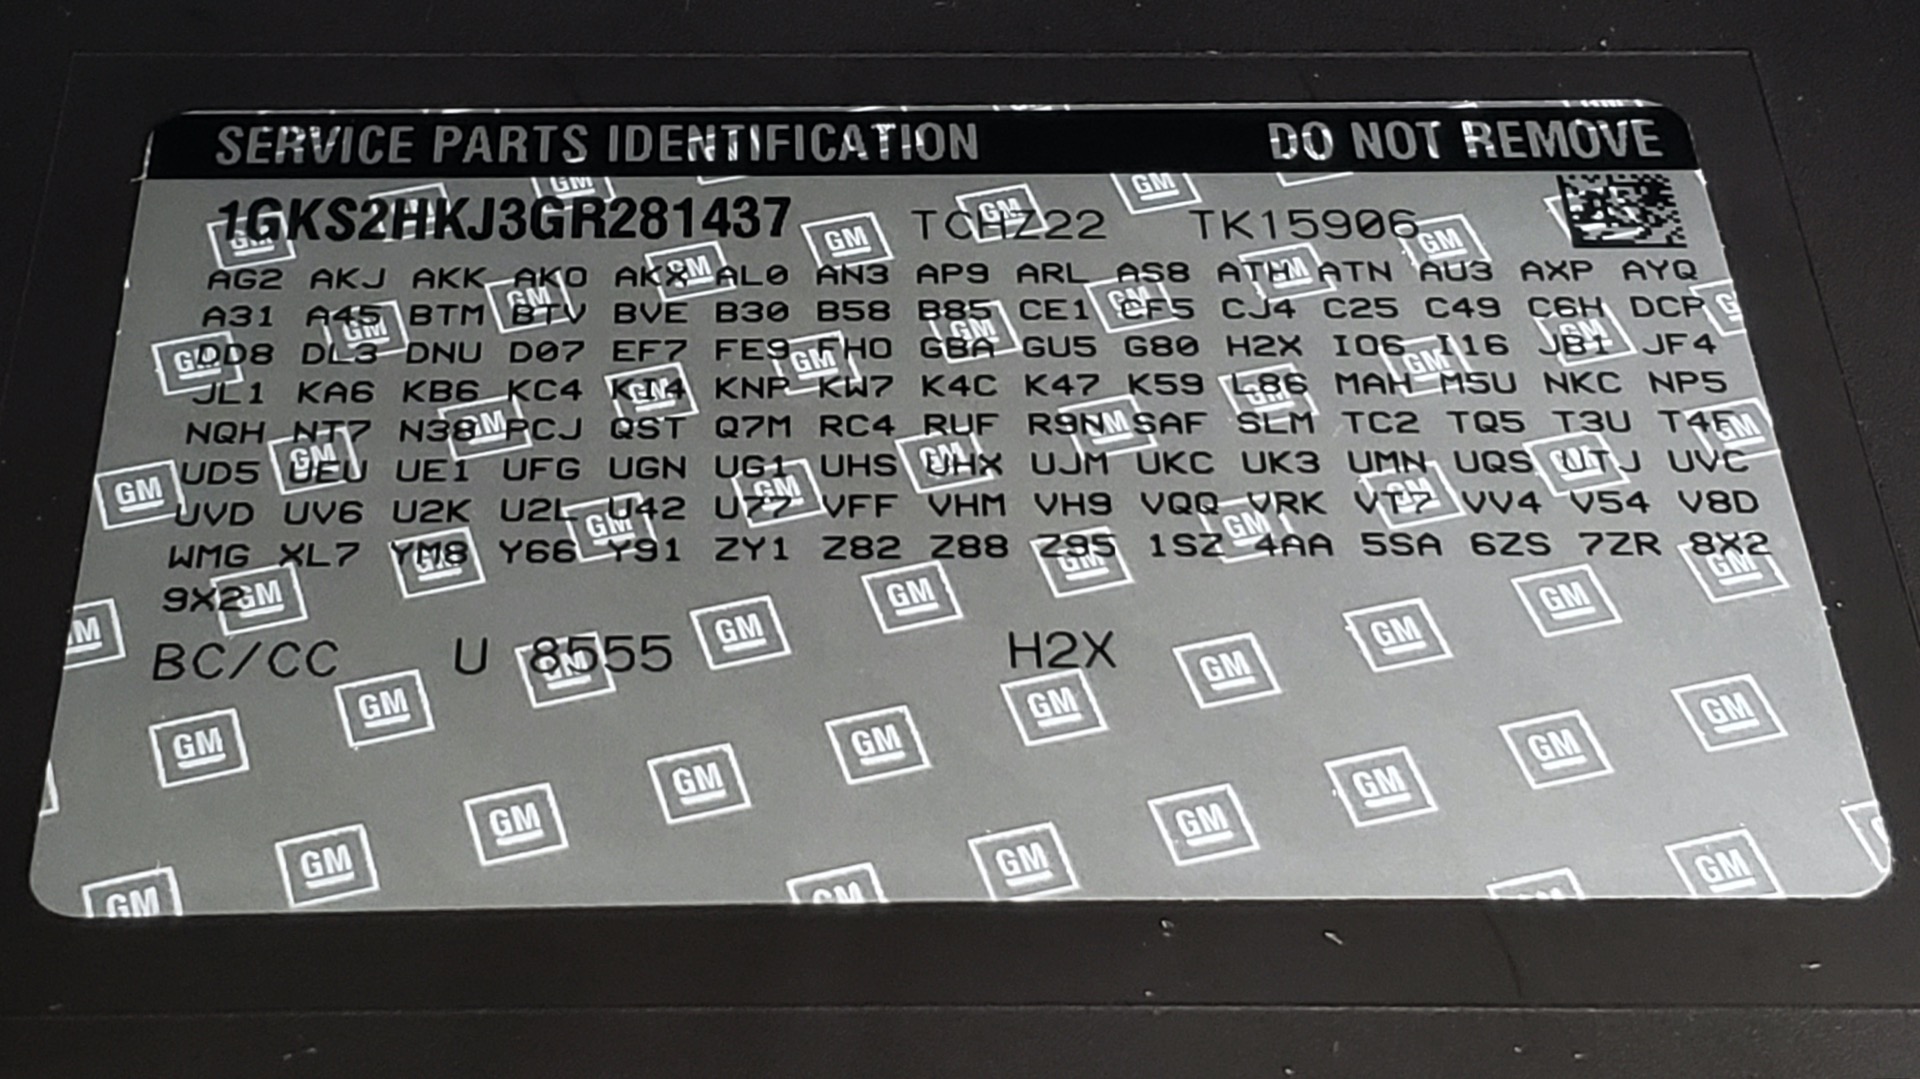 SERVICE PARTS IDENTIFICATION DO NOT REMOVE
1GKS2HKJ3GR281437 TCHZ22 TK15906
AG2 AKJ AKK AKO AKX AL0 AN3 AP9 ARL AS8 ATH ATN AU3 AXP AYQ
A31 A45 BTM BTV BVE B30 B58 B85 CE1 CF5 CJ4 C25 C49 C6H DCP
DD8 DL3 DNU D07 EF7 FE9 FHO GBA GU5 G80 H2X IO6 I16 JB1 JF4
JL1 KA6 KB6 KC4 KI4 KNP KW7 K4C K47 K59 L86 MAH M5U NKC NP5
NQH NT7 N38 PCJ QST Q7M RC4 RUF R9N SAF SLM TC2 TQ5 T3U T4F
UD5 UEU UE1 UFG UGN UG1 UHS UHX UJM UKC UK3 UMN UQS UTJ UVC
UVD UV6 U2K U2L U42 U77 VFF VHM VH9 VQQ VRK VT7 VV4 V54 V8D
WMG XL7 YM8 Y66 Y91 ZY1 Z82 Z88 Z95 1SZ 4AA 5SA 6ZS 7ZR 8X2
9X2
BC/CC U 8555 H2X